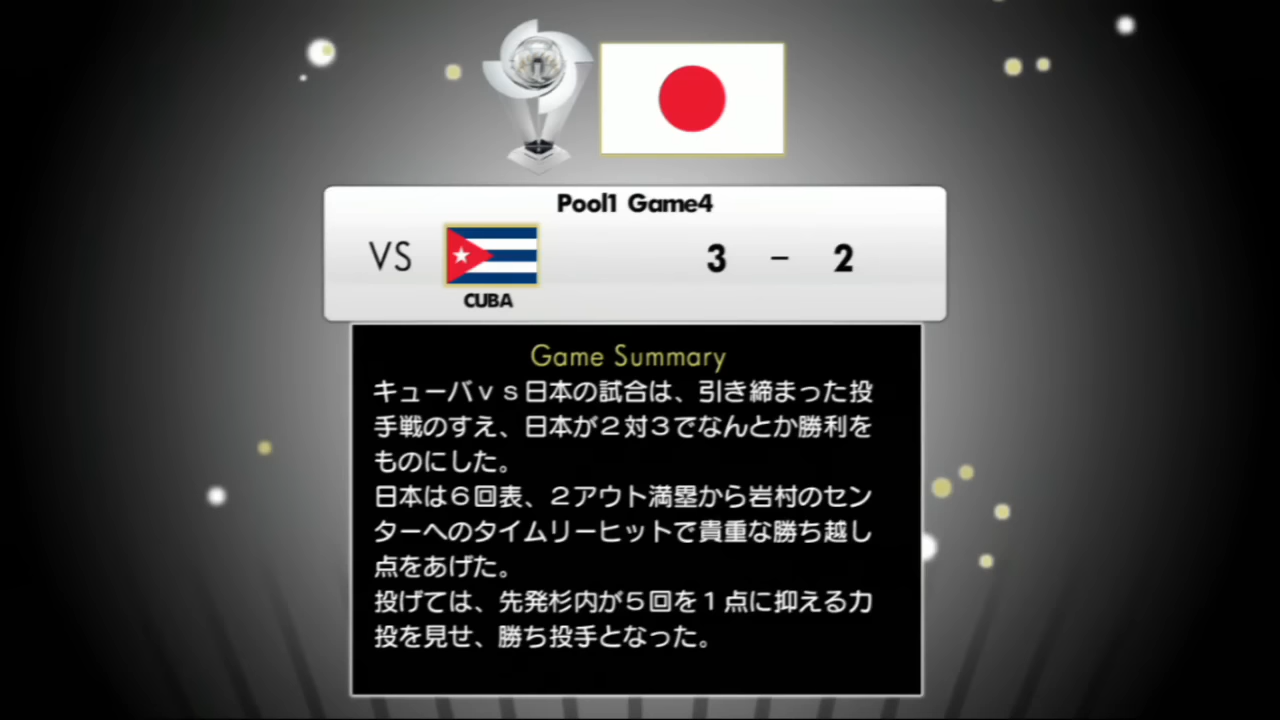 Pool1 Game4
VS 3 - 2
CUBA
Game Summary
キューバｖｓ日本の試合は、引き締まった投
手戦のすえ、日本が２対３でなんとか勝利を
ものにした。
日本は６回表、２アウト満塁から岩村のセン
ターへのタイムリーヒットで貴重な勝ち越し
点をあげた。
投げては、先発杉内が５回を１点に抑える力
投を見せ、勝ち投手となった。